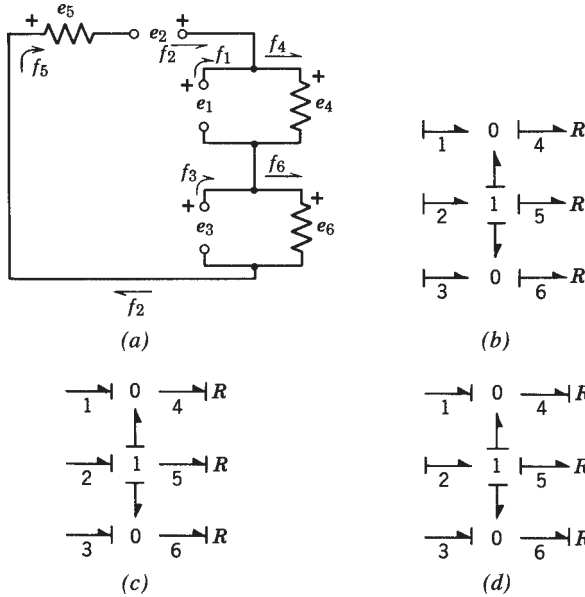 + e5 e2 +
f5 f2 f4
f1
+ e1 + e4
f3 f6
+ e3 + e6
f2
(a)
1 0 4 R
2 1 5 R
3 0 6 R
(b)
1 0 4 R
2 1 5 R
3 0 6 R
(c)
1 0 4 R
2 1 5 R
3 0 6 R
(d)